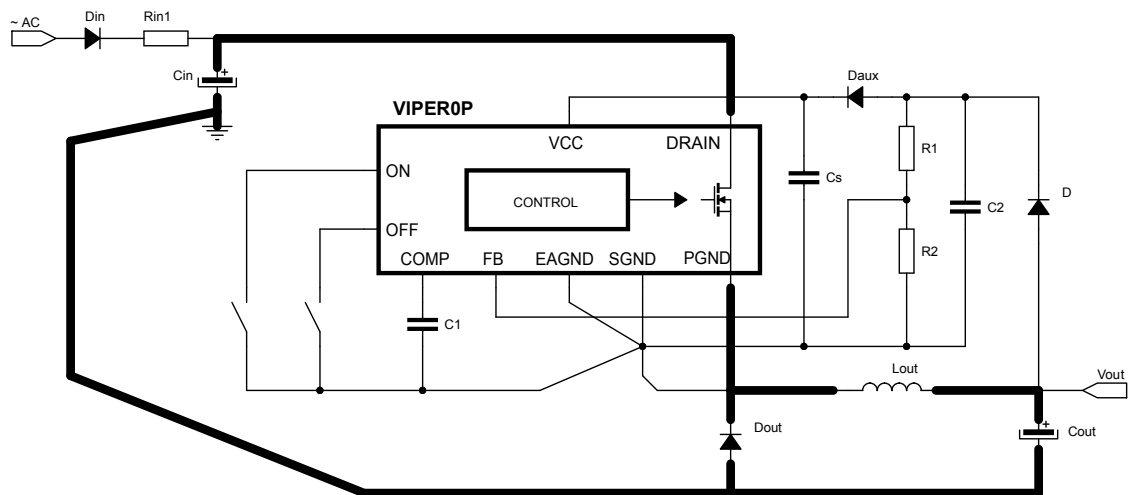 ~ AC
Din
Rin1
Cin
+
VIPER0P
Daux
VCC
DRAIN
R1
ON
CONTROL
Cs
C2
D
OFF
R2
COMP
FB
EAGND
SGND
PGND
C1
Lout
Vout
Dout
+
Cout